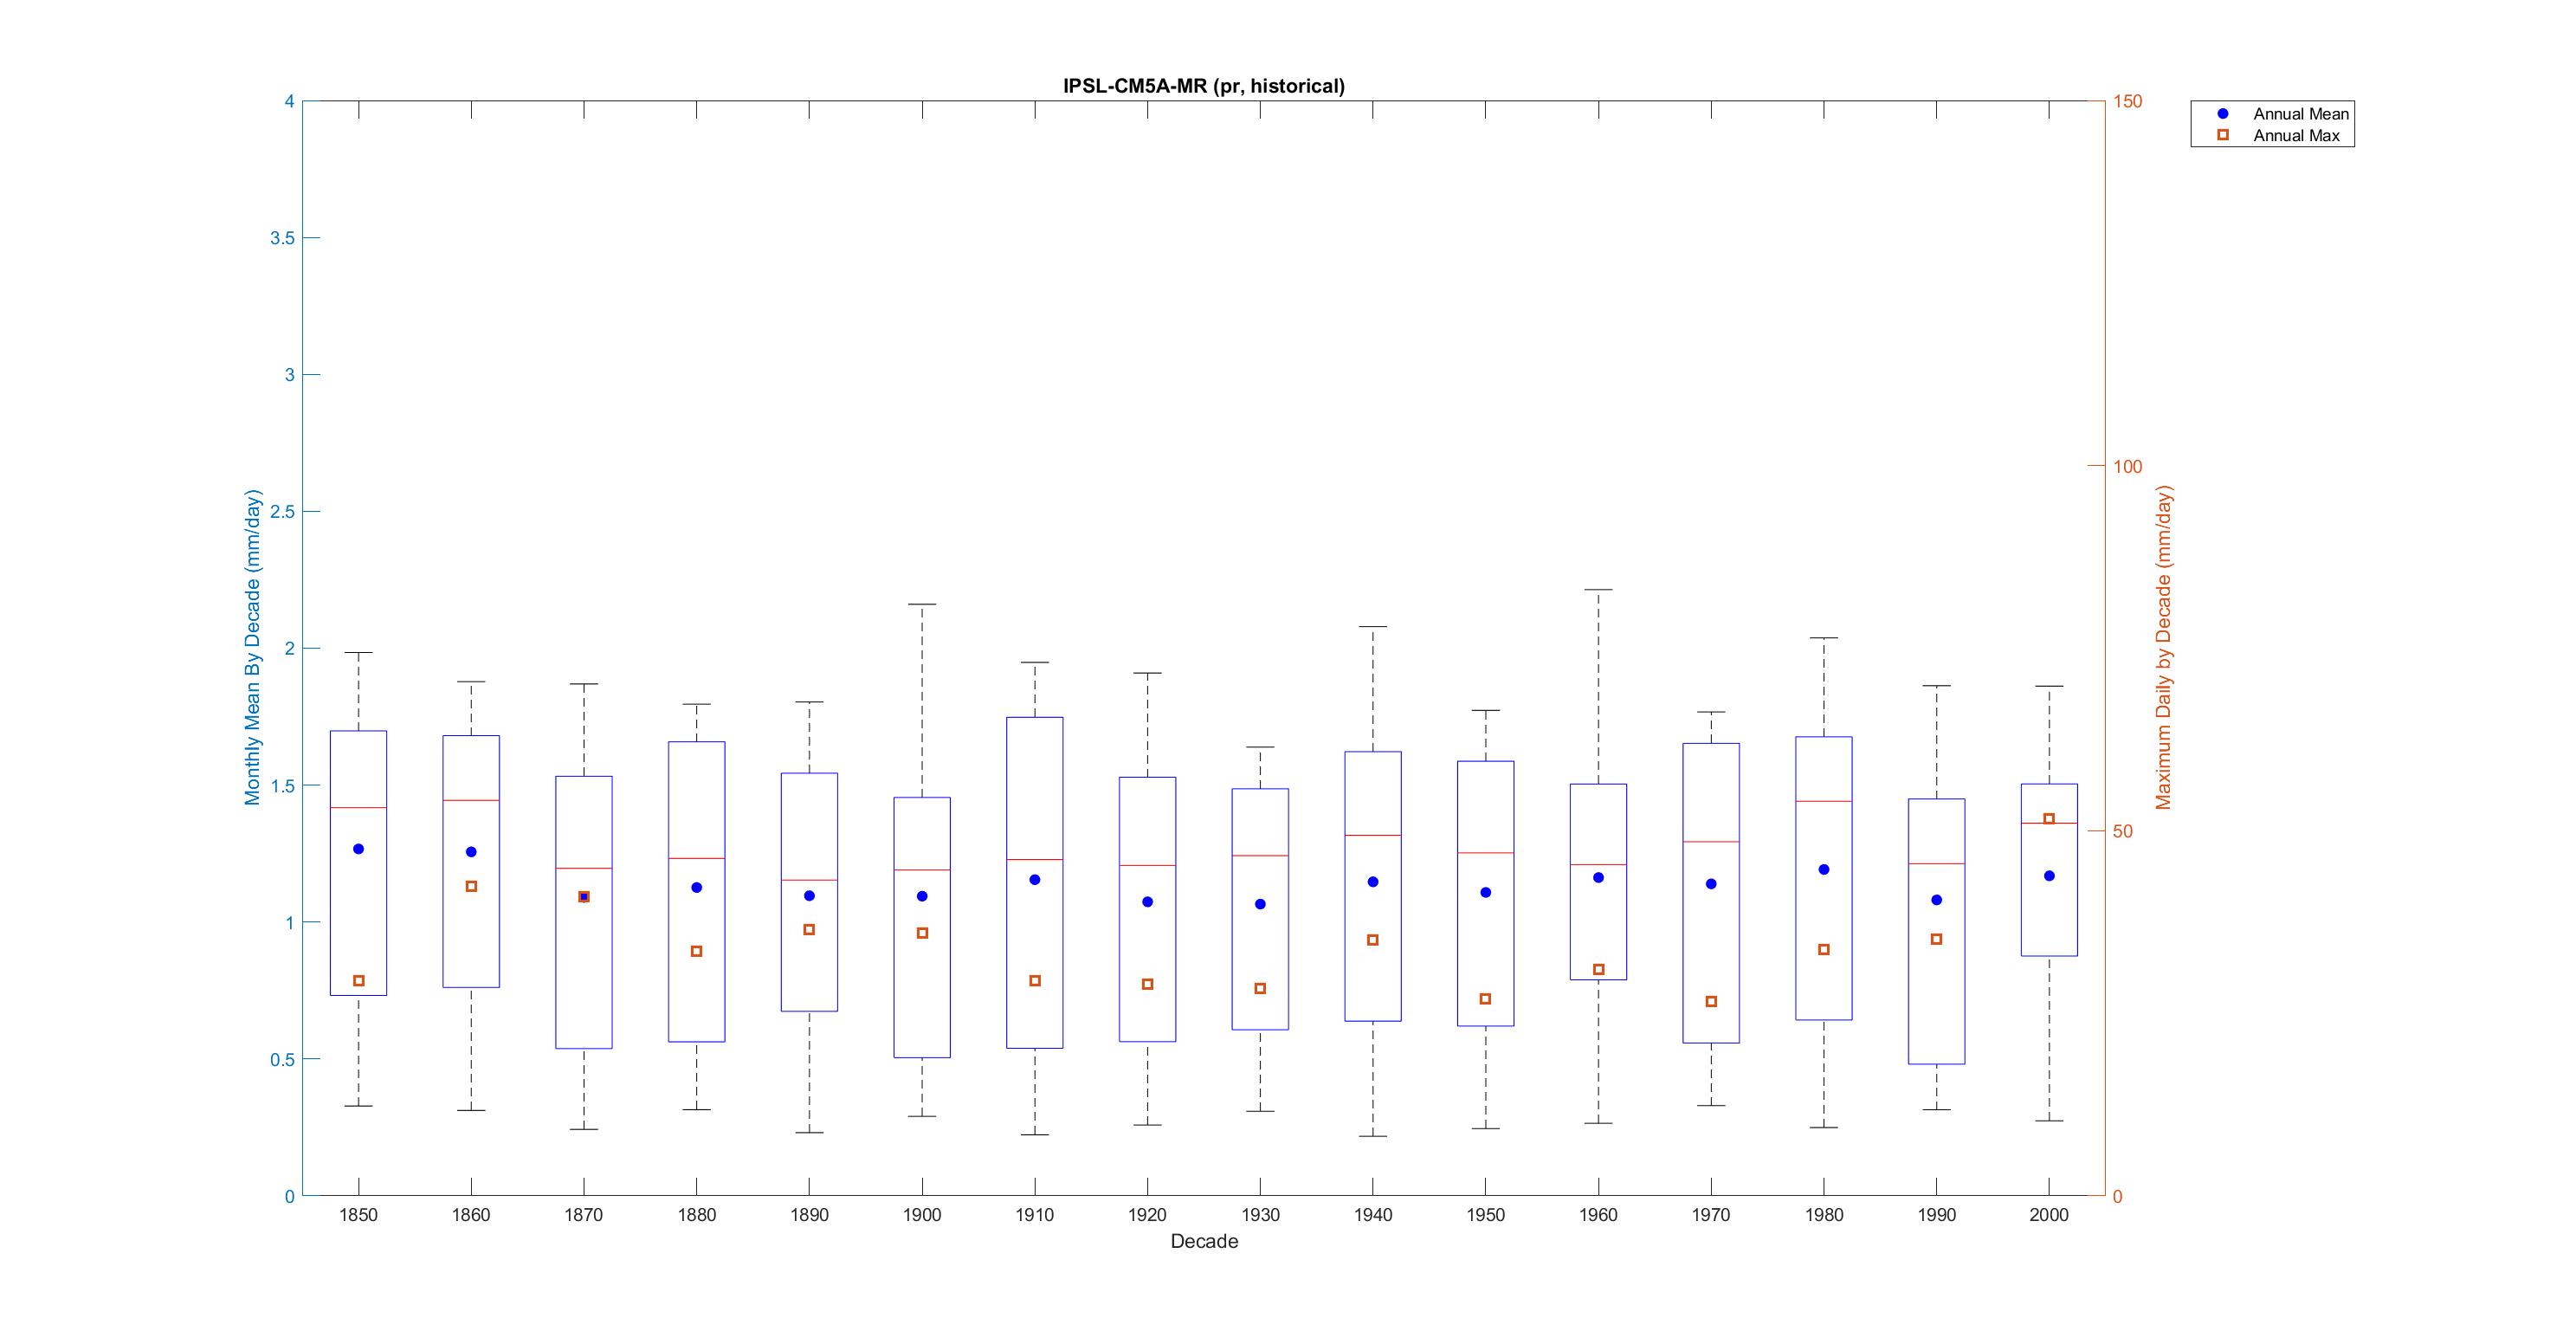 IPSL-CM5A-MR (pr, historical)
Annual Mean
Annual Max
4
3.5
3
2.5
2
1.5
1
0.5
0
Monthly Mean By Decade (mm/day)
150
100
50
0
Maximum Daily by Decade (mm/day)
1850 1860 1870 1880 1890 1900 1910 1920 1930 1940 1950 1960 1970 1980 1990 2000
Decade